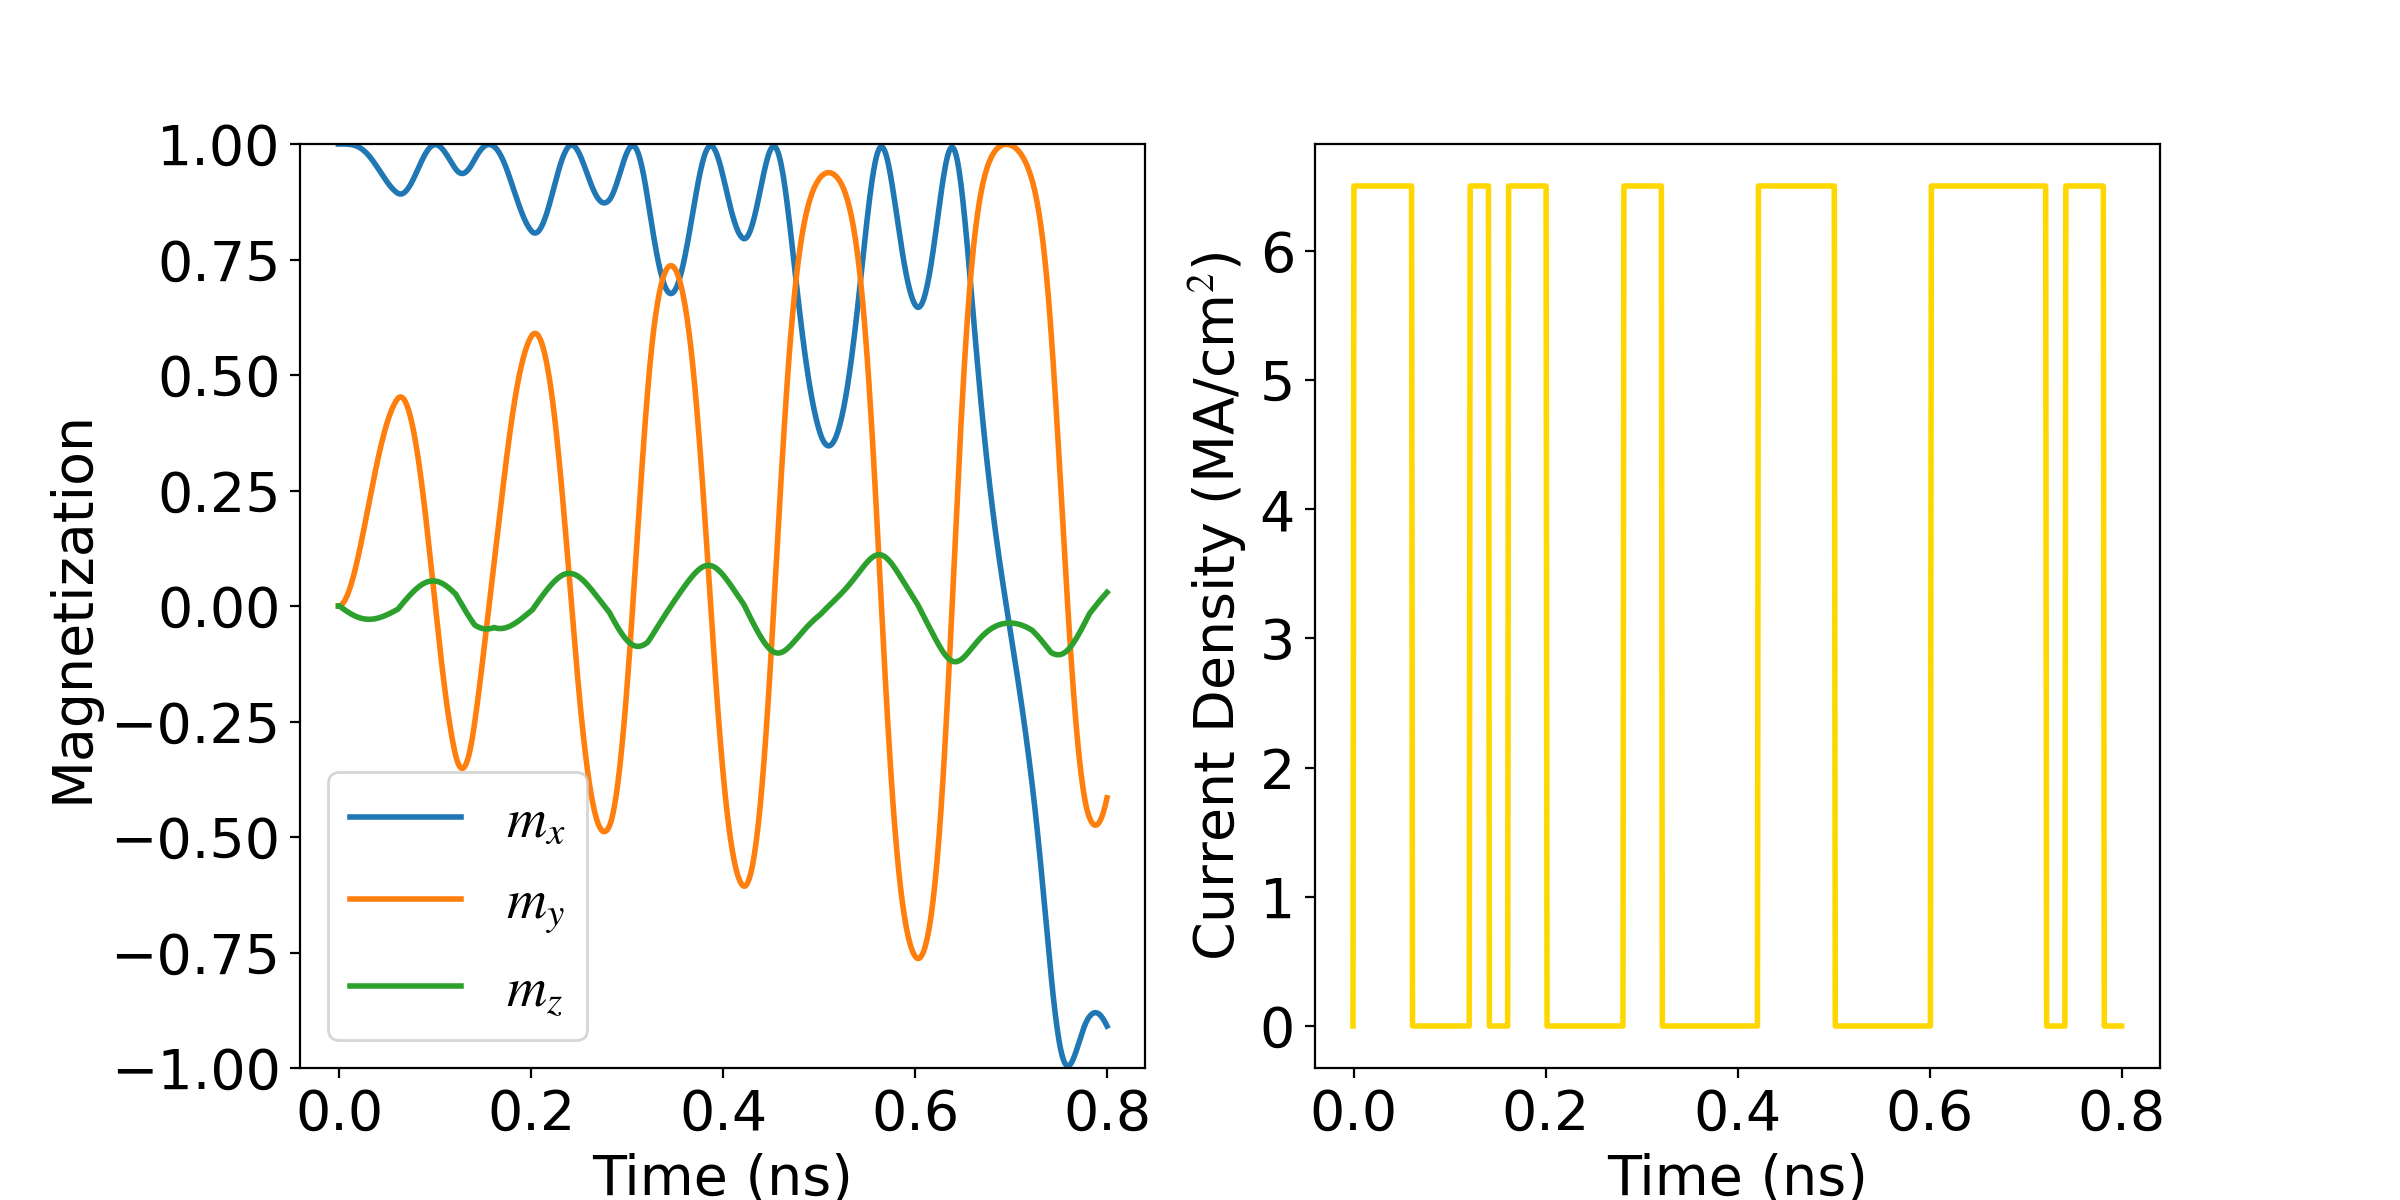 1.00
0.75
0.50
0.25
0.00
−0.25
−0.50
−0.75
−1.00
Magnetization
m_x
m_y
m_z
0.0 0.2 0.4 0.6 0.8
Time (ns)
6
5
4
3
2
1
0
Current Density (MA/cm²)
0.0 0.2 0.4 0.6 0.8
Time (ns)